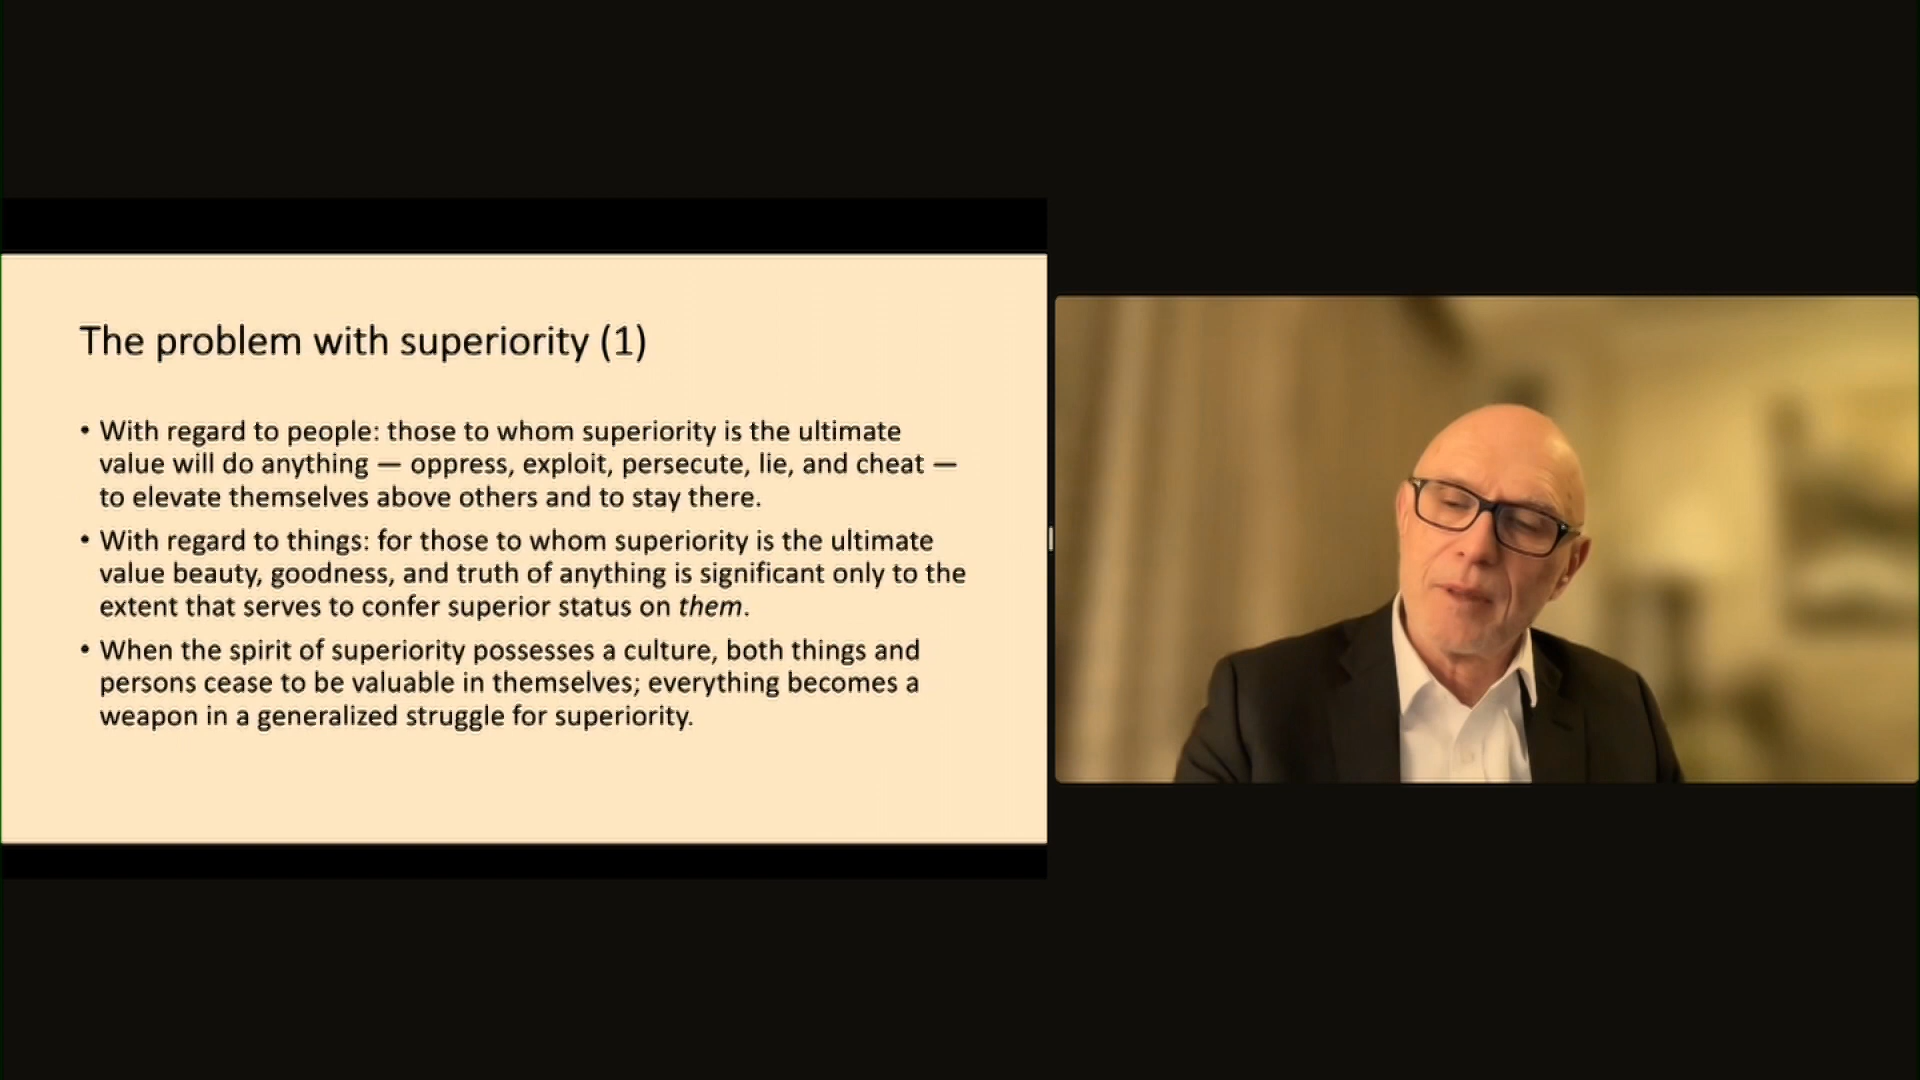 The problem with superiority (1)
• With regard to people: those to whom superiority is the ultimate
value will do anything — oppress, exploit, persecute, lie, and cheat —
to elevate themselves above others and to stay there.
• With regard to things: for those to whom superiority is the ultimate
value beauty, goodness, and truth of anything is significant only to the
extent that serves to confer superior status on them.
• When the spirit of superiority possesses a culture, both things and
persons cease to be valuable in themselves; everything becomes a
weapon in a generalized struggle for superiority.